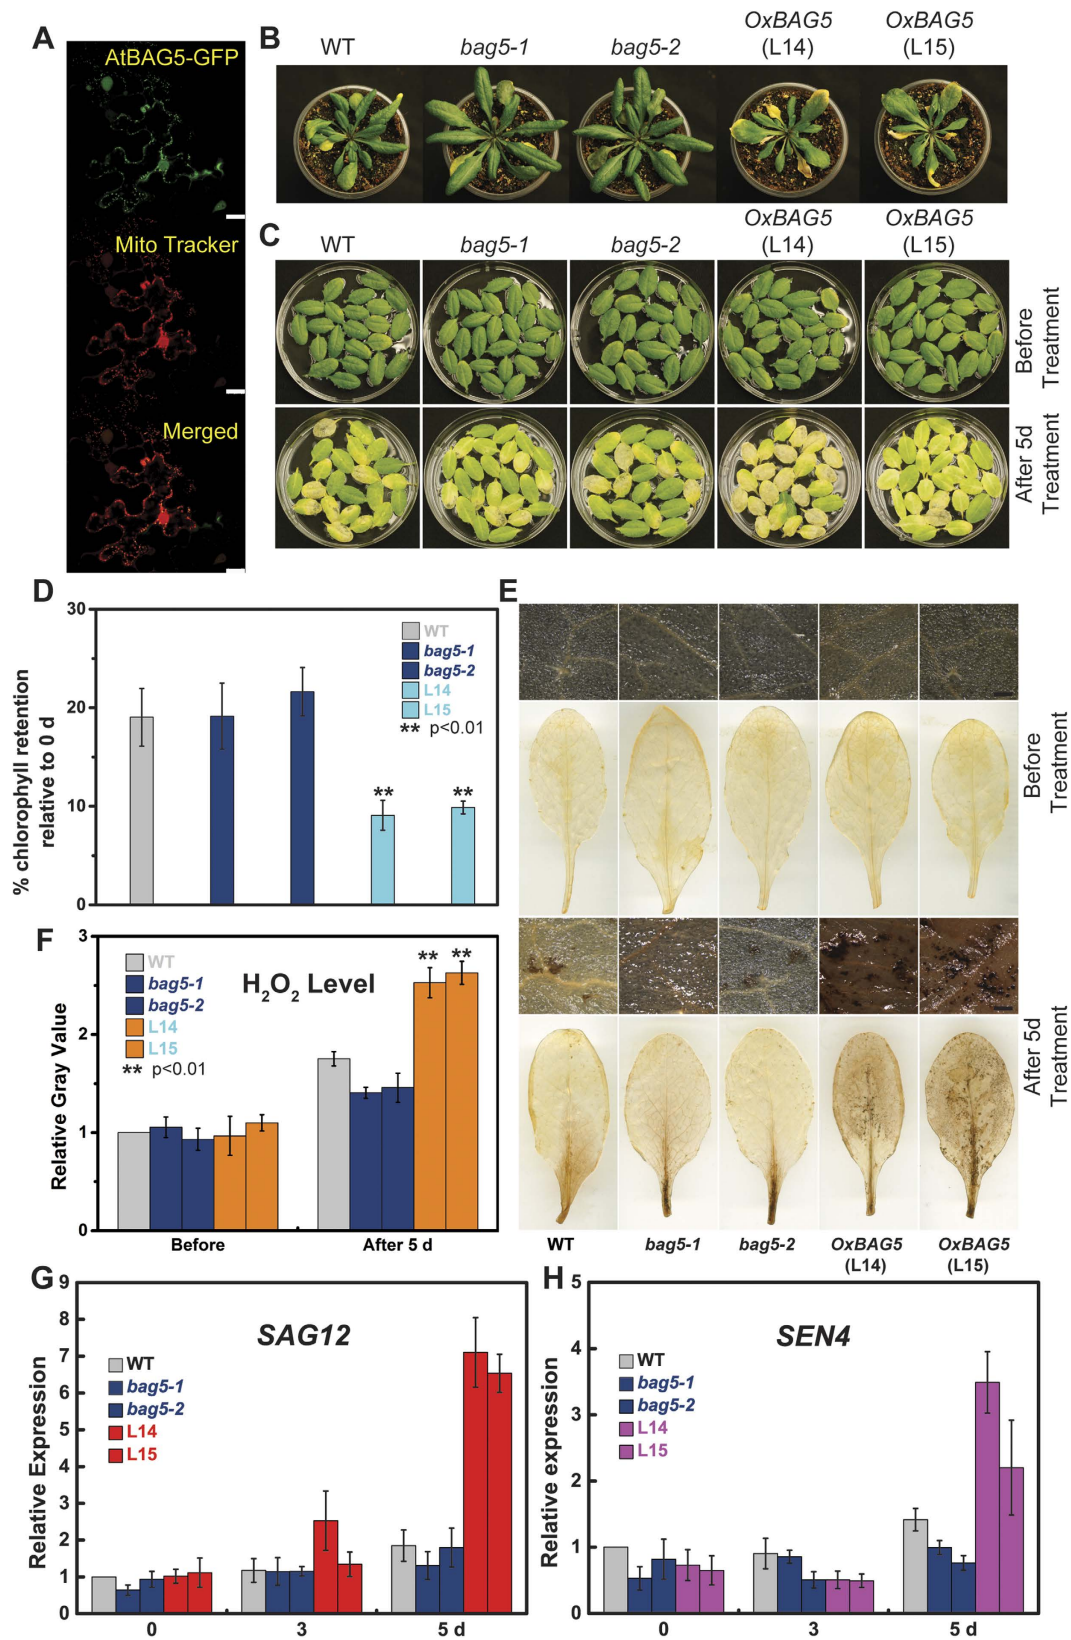 A
AtBAG5-GFP
Mito Tracker
Merged
B
WT
bag5-1
bag5-2
OxBAG5
(L14)
OxBAG5
(L15)
C
WT
bag5-1
bag5-2
OxBAG5
(L14)
OxBAG5
(L15)
Before
Treatment
After 5d
Treatment
D
% chlorophyll retention
relative to 0 d
30
20
10
0
WT
bag5-1
bag5-2
L14
L15
** p<0.01
**
**
E
Before
Treatment
After 5d
Treatment
WT
bag5-1
bag5-2
OxBAG5
(L14)
OxBAG5
(L15)
F
Relative Gray Value
3
2
1
0
WT
bag5-1
bag5-2
L14
L15
** p<0.01
H₂O₂ Level
**
**
Before
After 5 d
G
Relative Expression
9
8
7
6
5
4
3
2
1
0
SAG12
WT
bag5-1
bag5-2
L14
L15
0
3
5 d
H
Relative expression
5
4
3
2
1
0
SEN4
WT
bag5-1
bag5-2
L14
L15
0
3
5 d